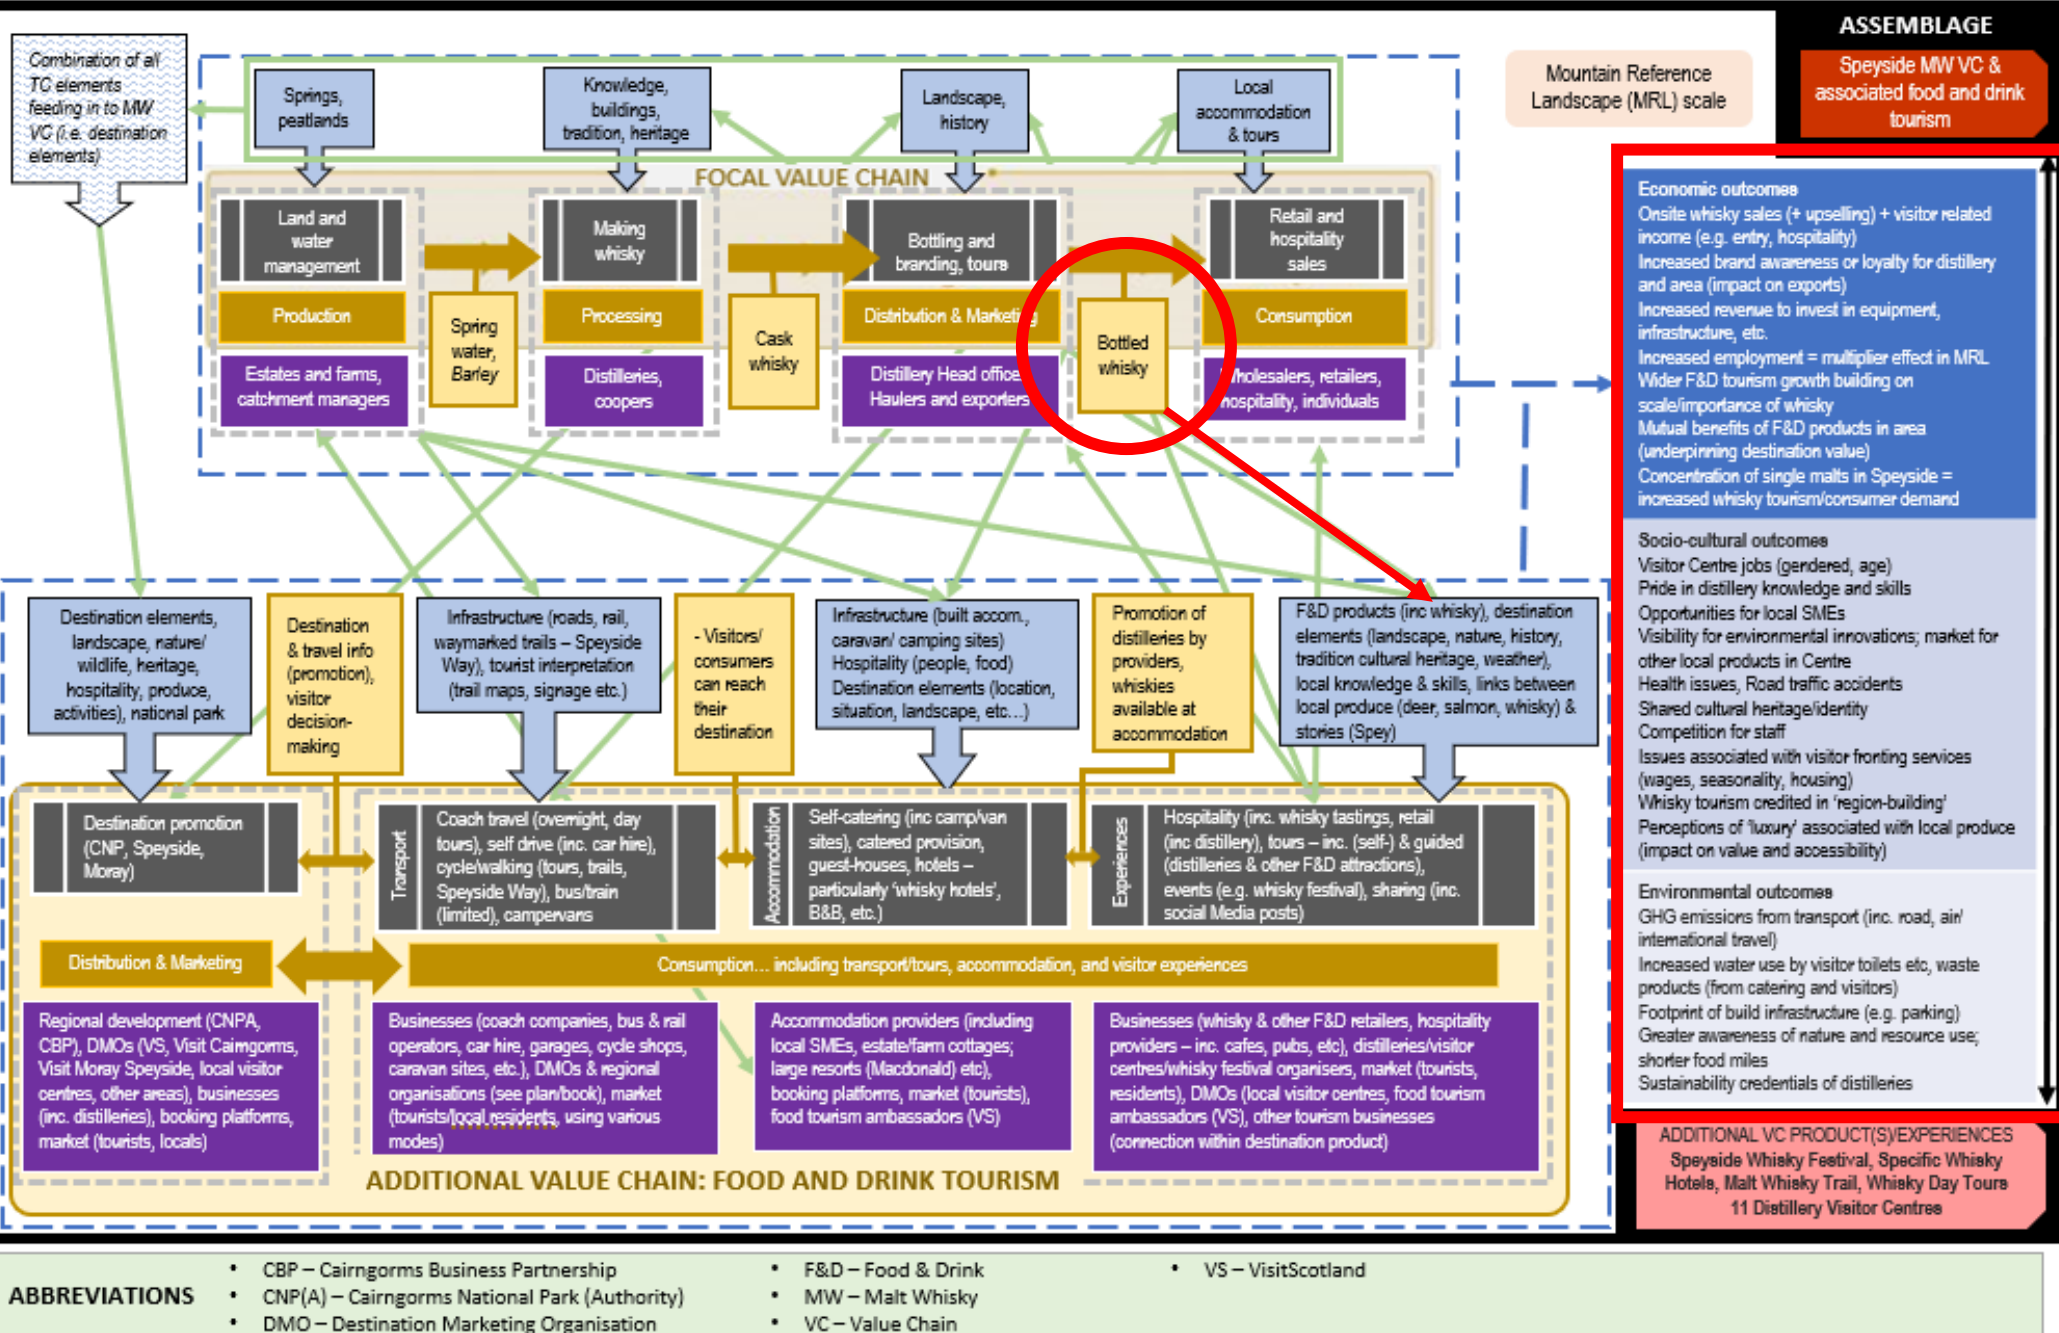 Combination of all
TC elements
feeding in to MW
VC (i.e. destination
elements)
Springs,
peatlands
Knowledge,
buildings,
tradition, heritage
Landscape,
history
Local
accommodation
& tours
Mountain Reference
Landscape (MRL) scale
ASSEMBLAGE
Speyside MW VC &
associated food and drink
tourism
FOCAL VALUE CHAIN
Land and
water
management
Making
whisky
Bottling and
branding, tours
Retail and
hospitality
sales
Production
Processing
Distribution & Marketing
Consumption
Spring
water,
Barley
Cask
whisky
Bottled
whisky
Estates and farms,
catchment managers
Distilleries,
coopers
Distillery Head office
Haulers and exporters
Wholesalers, retailers,
hospitality, individuals
Economic outcomes
Onsite whisky sales (+ upselling) + visitor related
income (e.g. entry, hospitality)
Increased brand awareness or loyalty for distillery
and area (impact on exports)
Increased revenue to invest in equipment,
infrastructure, etc.
Increased employment = multiplier effect in MRL
Wider F&D tourism growth building on
scale/importance of whisky
Mutual benefits of F&D products in area
(underpinning destination value)
Concentration of single malts in Speyside =
increased whisky tourism/consumer demand
Socio-cultural outcomes
Visitor Centre jobs (gendered, age)
Pride in distillery knowledge and skills
Opportunities for local SMEs
Visibility for environmental innovations; market for
other local products in Centre
Health issues, Road traffic accidents
Shared cultural heritage/identity
Competition for staff
Issues associated with visitor fronting services
(wages, seasonality, housing)
Whisky tourism credited in 'region-building'
Perceptions of 'luxury' associated with local produce
(impact on value and accessibility)
Environmental outcomes
GHG emissions from transport (inc. road, air/
international travel)
Increased water use by visitor toilets etc, waste
products (from catering and visitors)
Footprint of build infrastructure (e.g. parking)
Greater awareness of nature and resource use;
shorter food miles
Sustainability credentials of distilleries
Destination elements,
landscape, nature/
wildlife, heritage,
hospitality, produce,
activities), national park
Destination
& travel info
(promotion),
visitor
decision-
making
Infrastructure (roads, rail,
waymarked trails – Speyside
Way), tourist interpretation
(trail maps, signage etc.)
- Visitors/
consumers
can reach
their
destination
Infrastructure (built accom.,
caravan/ camping sites)
Hospitality (people, food)
Destination elements (location,
situation, landscape, etc…)
Promotion of
distilleries by
providers,
whiskies
available at
accommodation
F&D products (inc whisky), destination
elements (landscape, nature, history,
tradition cultural heritage, weather),
local knowledge & skills, links between
local produce (deer, salmon, whisky) &
stories (Spey)
Destination promotion
(CNP, Speyside,
Moray)
Transport
Coach travel (overnight, day
tours), self drive (inc. car hire),
cycle/walking (tours, trails,
Speyside Way), bus/train
(limited), campervans
Accommodation
Self-catering (inc camp/van
sites), catered provision,
guest-houses, hotels –
particularly 'whisky hotels',
B&B, etc.)
Experiences
Hospitality (inc. whisky tastings, retail
(inc distillery), tours – inc. (self-) & guided
(distilleries & other F&D attractions),
events (e.g. whisky festival), sharing (inc.
social Media posts)
Distribution & Marketing
Consumption… including transport/tours, accommodation, and visitor experiences
Regional development (CNPA,
CBP), DMOs (VS, Visit Cairngorms,
Visit Moray Speyside, local visitor
centres, other areas), businesses
(inc. distilleries), booking platforms,
market (tourists, locals)
Businesses (coach companies, bus & rail
operators, car hire, garages, cycle shops,
caravan sites, etc.), DMOs & regional
organisations (see plan/book), market
(tourists/local residents, using various
modes)
Accommodation providers (including
local SMEs, estate/farm cottages;
large resorts (Macdonald) etc),
booking platforms, market (tourists),
food tourism ambassadors (VS)
Businesses (whisky & other F&D retailers, hospitality
providers – inc. cafes, pubs, etc), distilleries/visitor
centres/whisky festival organisers, market (tourists,
residents), DMOs (local visitor centres, food tourism
ambassadors (VS), other tourism businesses
(connection within destination product)
ADDITIONAL VALUE CHAIN: FOOD AND DRINK TOURISM
ADDITIONAL VC PRODUCT(S)/EXPERIENCES
Speyside Whisky Festival, Specific Whisky
Hotels, Malt Whisky Trail, Whisky Day Tours
11 Distillery Visitor Centres
ABBREVIATIONS
• CBP – Cairngorms Business Partnership
• CNP(A) – Cairngorms National Park (Authority)
• DMO – Destination Marketing Organisation
• F&D – Food & Drink
• MW – Malt Whisky
• VC – Value Chain
• VS – VisitScotland